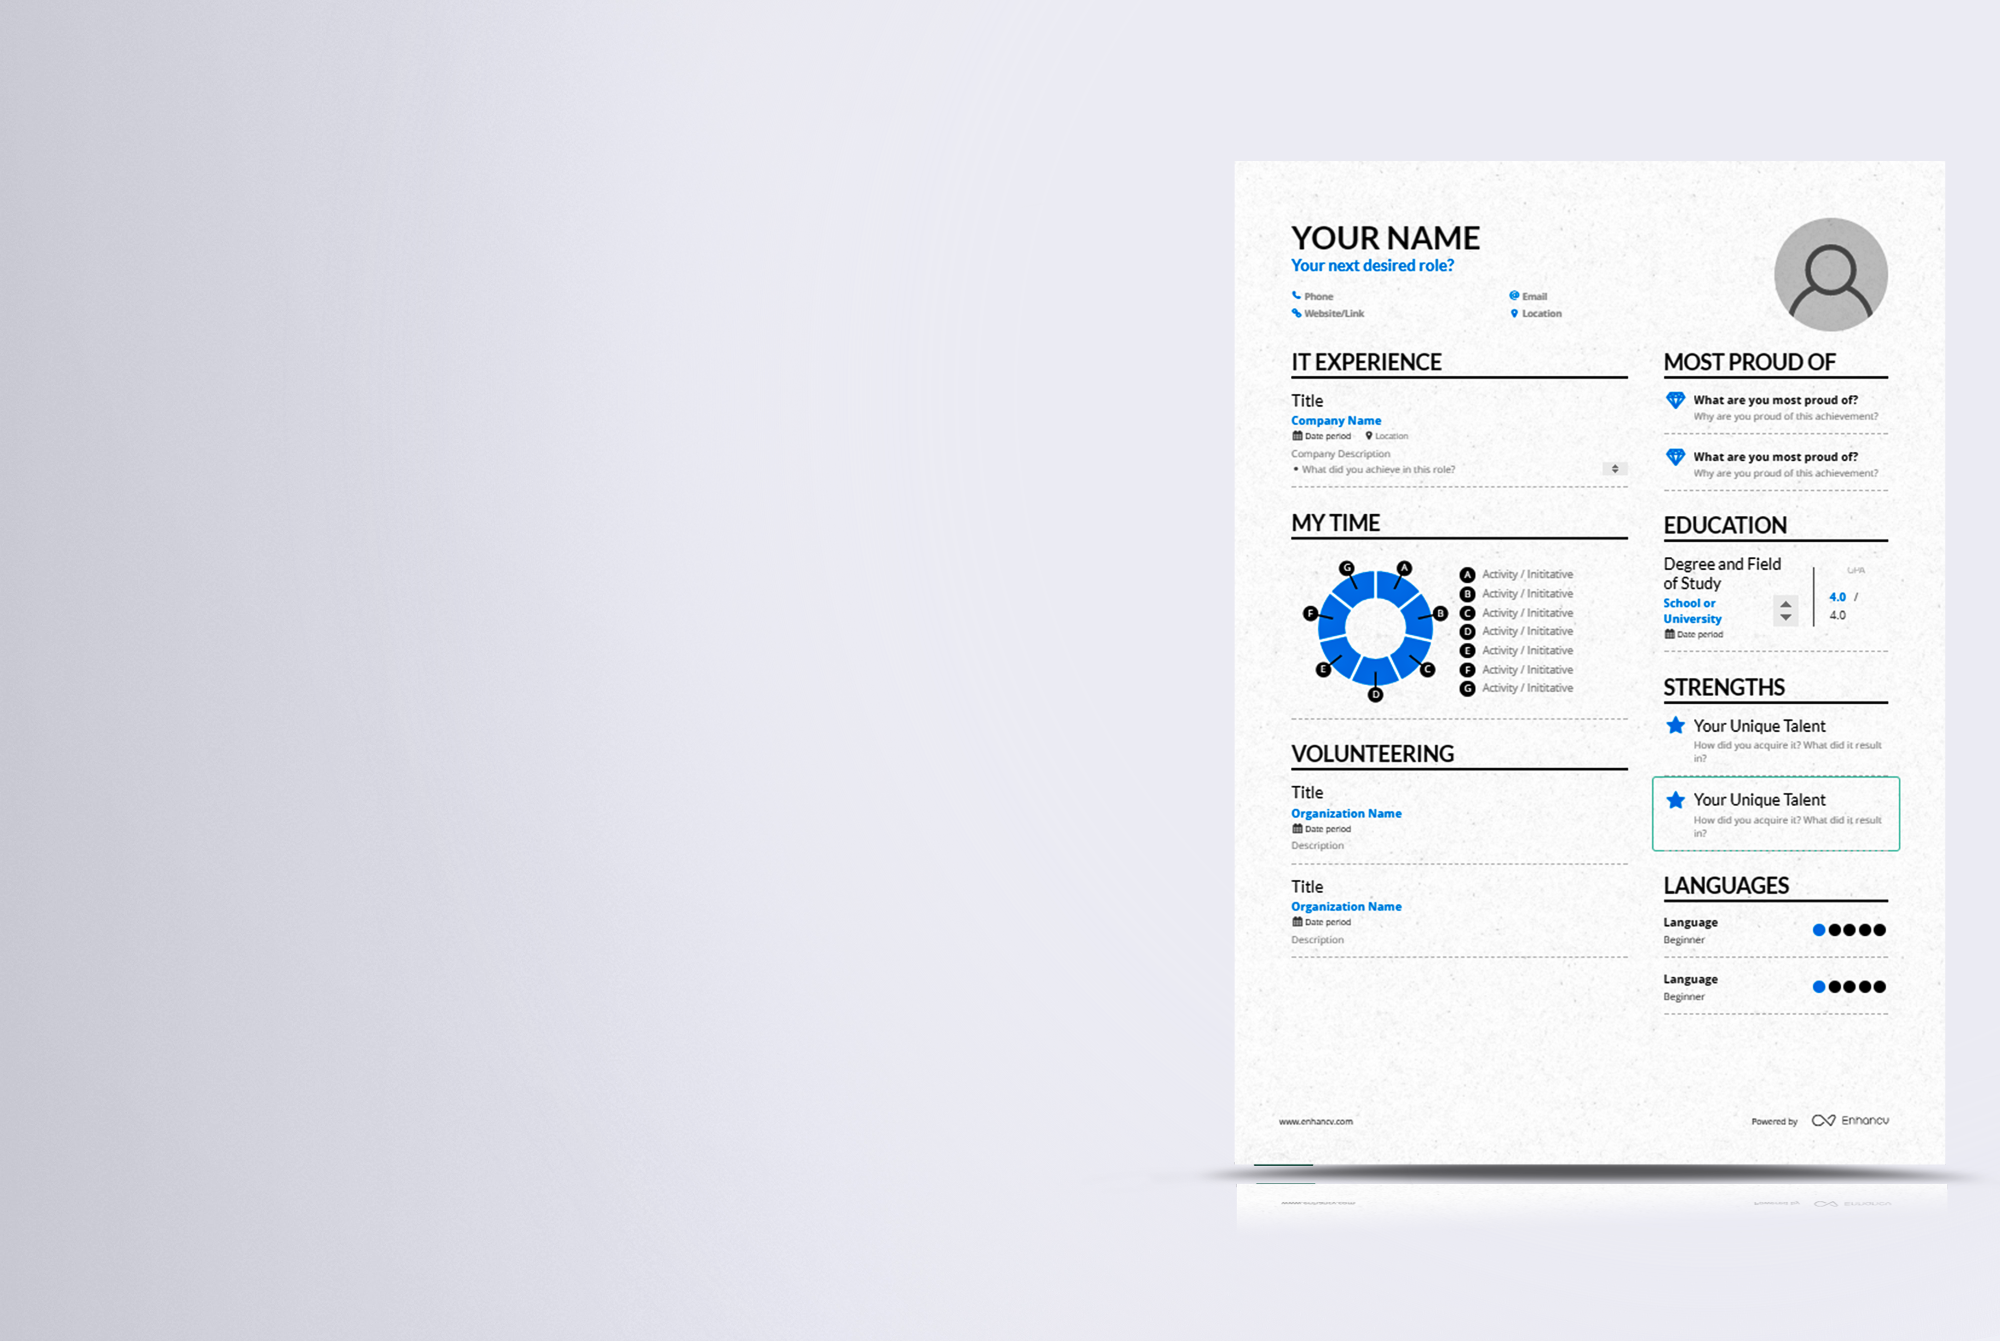 YOUR NAME
Your next desired role?
Phone
Email
Website/Link
Location
IT EXPERIENCE
Title
Company Name
Date period Location
Company Description
• What did you achieve in this role?
MY TIME
G A
F B
E C
D
A Activity / Inititative
B Activity / Inititative
C Activity / Inititative
D Activity / Inititative
E Activity / Inititative
F Activity / Inititative
G Activity / Inititative
VOLUNTEERING
Title
Organization Name
Date period
Description
Title
Organization Name
Date period
Description
MOST PROUD OF
What are you most proud of?
Why are you proud of this achievement?
What are you most proud of?
Why are you proud of this achievement?
EDUCATION
Degree and Field
of Study
School or
University
Date period
GPA
4.0 /
4.0
STRENGTHS
Your Unique Talent
How did you acquire it? What did it result
in?
Your Unique Talent
How did you acquire it? What did it result
in?
LANGUAGES
Language
Beginner
Language
Beginner
www.enhancv.com
Powered by Enhancv